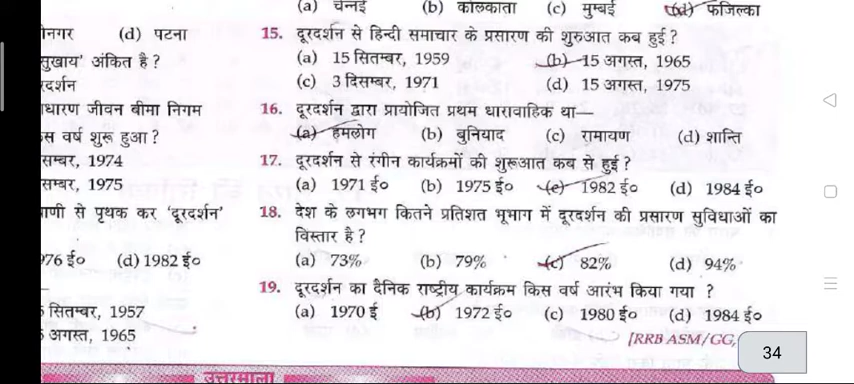 (a) चेन्नई (b) कोलकाता (c) मुम्बई (d) फजिल्का
नगर (d) पटना
सुखाय' अंकित है ?
रदर्शन
धारण जीवन बीमा निगम
स वर्ष शुरू हुआ ?
सम्बर, 1974
सम्बर, 1975
ाणी से पृथक कर 'दूरदर्शन'
976 ई० (d) 1982 ई०
सितम्बर, 1957
अगस्त, 1965
15. दूरदर्शन से हिन्दी समाचार के प्रसारण की शुरुआत कब हुई ?
(a) 15 सितम्बर, 1959 (b) 15 अगस्त, 1965
(c) 3 दिसम्बर, 1971 (d) 15 अगस्त, 1975
16. दूरदर्शन द्वारा प्रायोजित प्रथम धारावाहिक था—
(a) हमलोग (b) बुनियाद (c) रामायण (d) शान्ति
17. दूरदर्शन से रंगीन कार्यक्रमों की शुरूआत कब से हुई ?
(a) 1971 ई० (b) 1975 ई० (c) 1982 ई० (d) 1984 ई०
18. देश के लगभग कितने प्रतिशत भूभाग में दूरदर्शन की प्रसारण सुविधाओं का
विस्तार है ?
(a) 73% (b) 79% (c) 82% (d) 94%
19. दूरदर्शन का दैनिक राष्ट्रीय कार्यक्रम किस वर्ष आरंभ किया गया ?
(a) 1970 ई (b) 1972 ई० (c) 1980 ई० (d) 1984 ई०
[RRB ASM/GG,
34
उत्तरमाला